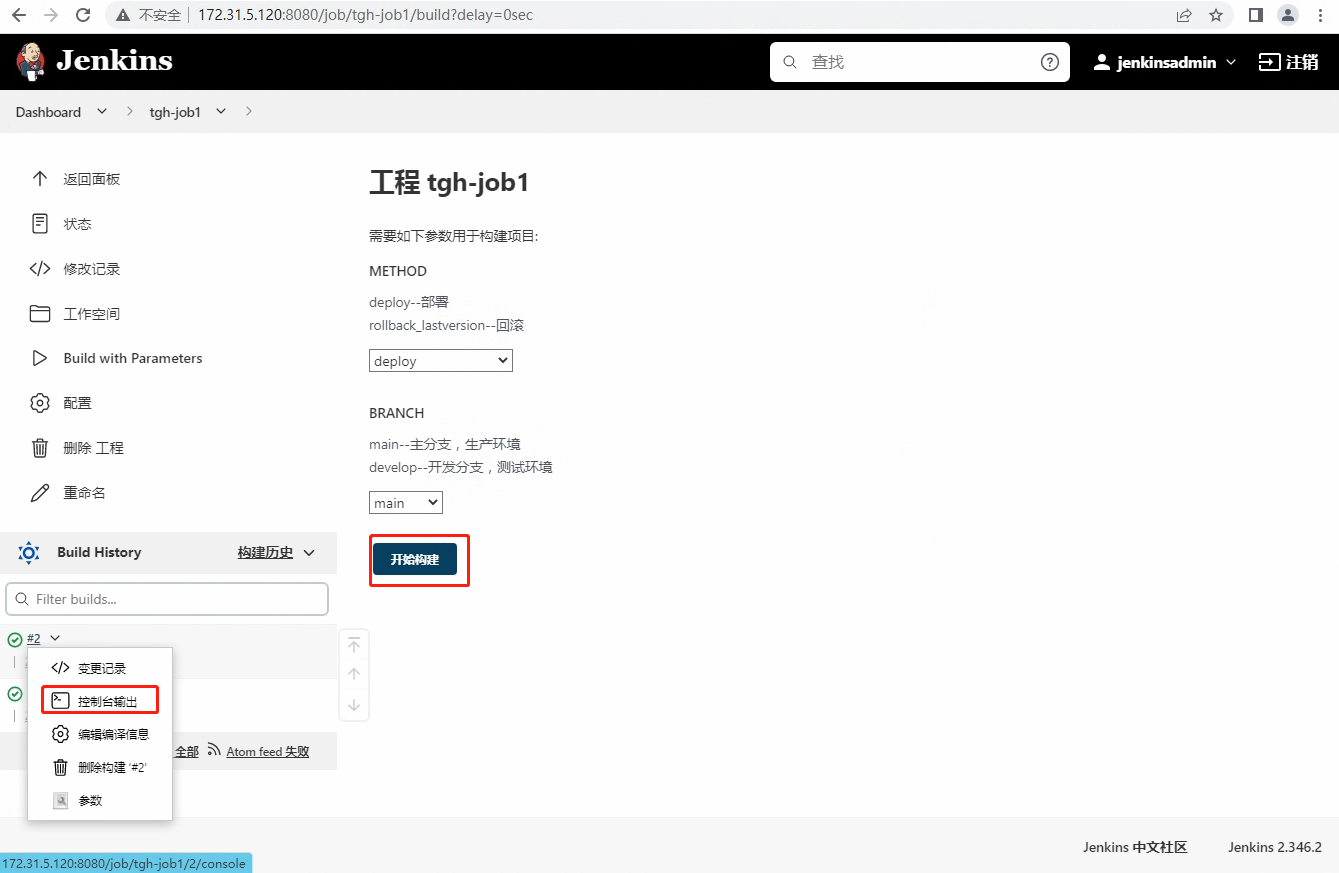 不安全 172.31.5.120:8080/job/tgh-job1/build?delay=0sec
Jenkins
查找
jenkinsadmin
注销
Dashboard
tgh-job1
返回面板
状态
修改记录
工作空间
Build with Parameters
配置
删除 工程
重命名
Build History 构建历史
Filter builds...
#2
变更记录
控制台输出
编辑编译信息
删除构建 '#2'
参数
全部 Atom feed 失败
工程 tgh-job1
需要如下参数用于构建项目:
METHOD
deploy--部署
rollback_lastversion--回滚
deploy
BRANCH
main--主分支，生产环境
develop--开发分支，测试环境
main
开始构建
Jenkins 中文社区 Jenkins 2.346.2
172.31.5.120:8080/job/tgh-job1/2/console